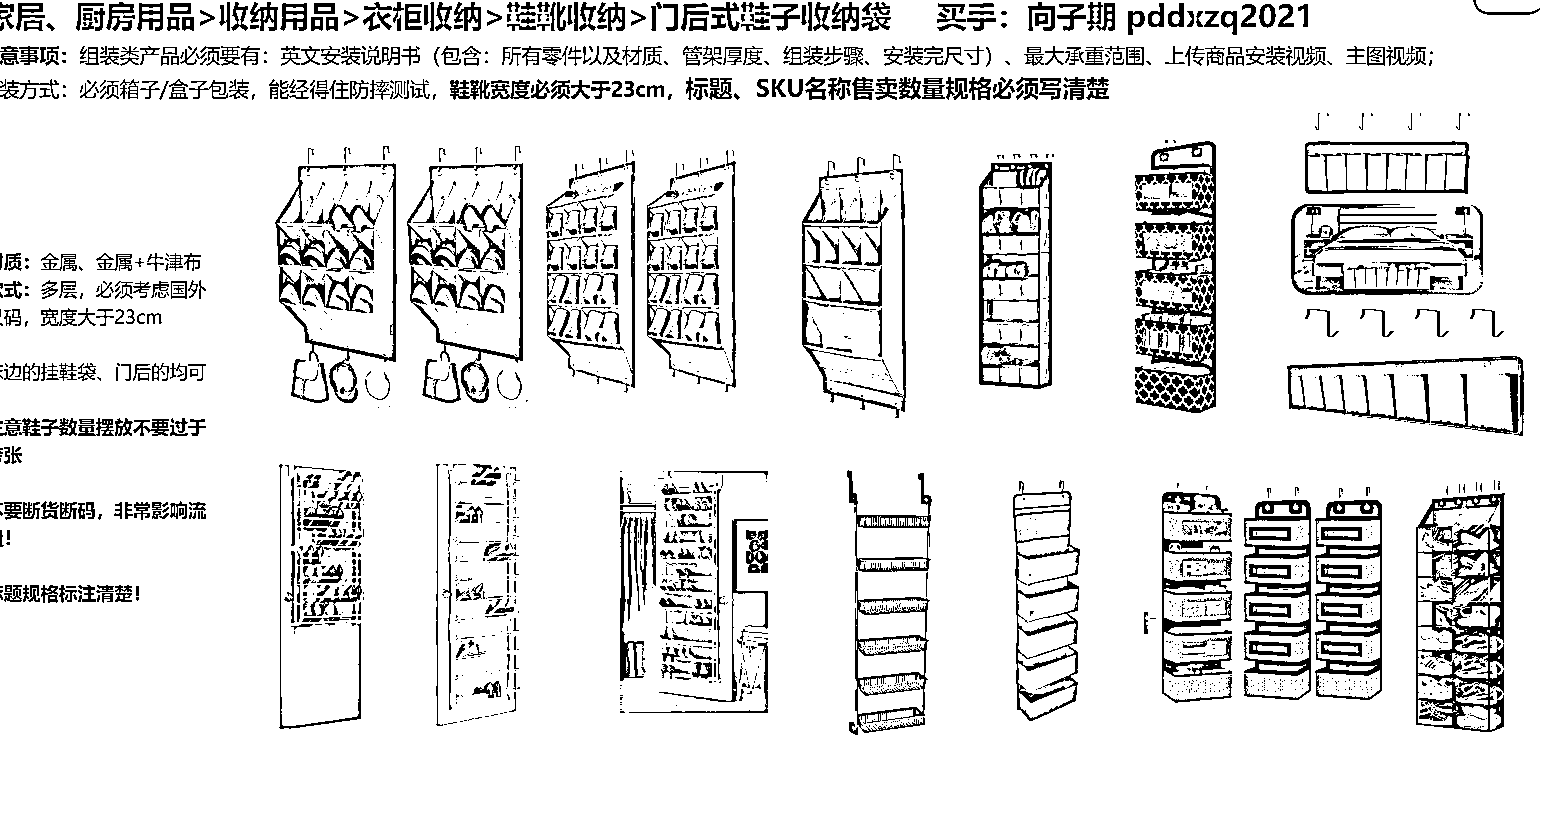 家居、厨房用品>收纳用品>衣柜收纳>鞋靴收纳>门后式鞋子收纳袋 买手：向子期 pddxzq2021
意事项：组装类产品必须要有：英文安装说明书（包含：所有零件以及材质、管架厚度、组装步骤、安装完尺寸）、最大承重范围、上传商品安装视频、主图视频；
装方式：必须箱子/盒子包装，能经得住防摔测试，鞋靴宽度必须大于23cm，标题、SKU名称售卖数量规格必须写清楚
质：金属、金属+牛津布
式：多层，必须考虑国外
码，宽度大于23cm
边的挂鞋袋、门后的均可
意鞋子数量摆放不要过于
张
要断货断码，非常影响流
！
题规格标注清楚！